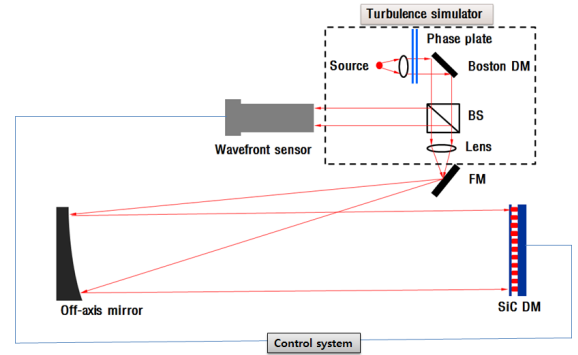 Turbulence simulator
Phase plate
Source
Boston DM
BS
Wavefront sensor
Lens
FM
Off-axis mirror
SiC DM
Control system